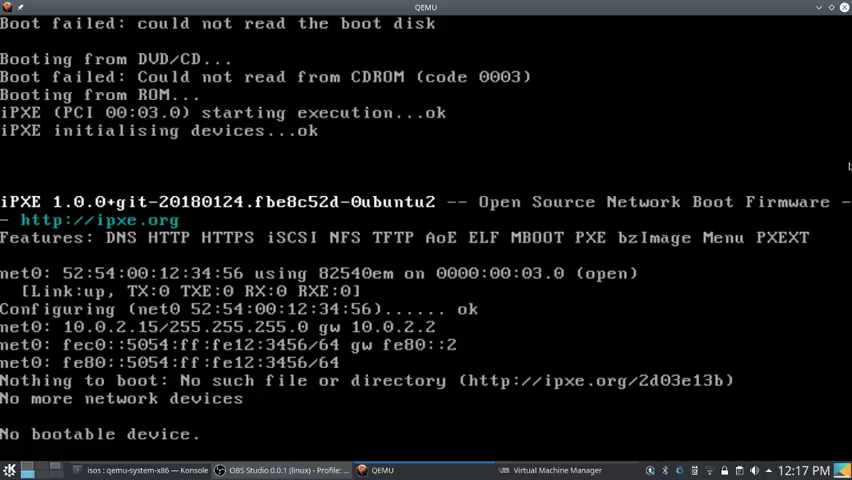 QEMU
Boot failed: could not read the boot disk
Booting from DVD/CD...
Boot failed: Could not read from CDROM (code 0003)
Booting from ROM...
iPXE (PCI 00:03.0) starting execution...ok
iPXE initialising devices...ok
iPXE 1.0.0+git-20180124.fbe8c52d-0ubuntu2 -- Open Source Network Boot Firmware -
- http://ipxe.org
Features: DNS HTTP HTTPS iSCSI NFS TFTP AoE ELF MBOOT PXE bzImage Menu PXEXT
net0: 52:54:00:12:34:56 using 82540em on 0000:00:03.0 (open)
[Link:up, TX:0 TXE:0 RX:0 RXE:0]
Configuring (net0 52:54:00:12:34:56)...... ok
net0: 10.0.2.15/255.255.255.0 gw 10.0.2.2
net0: fec0::5054:ff:fe12:3456/64 gw fe80::2
net0: fe80::5054:ff:fe12:3456/64
Nothing to boot: No such file or directory (http://ipxe.org/2d03e13b)
No more network devices
No bootable device.
isos : qemu-system-x86 — Konsole OBS Studio 0.0.1 (linux) - Profile: ... QEMU Virtual Machine Manager 12:17 PM